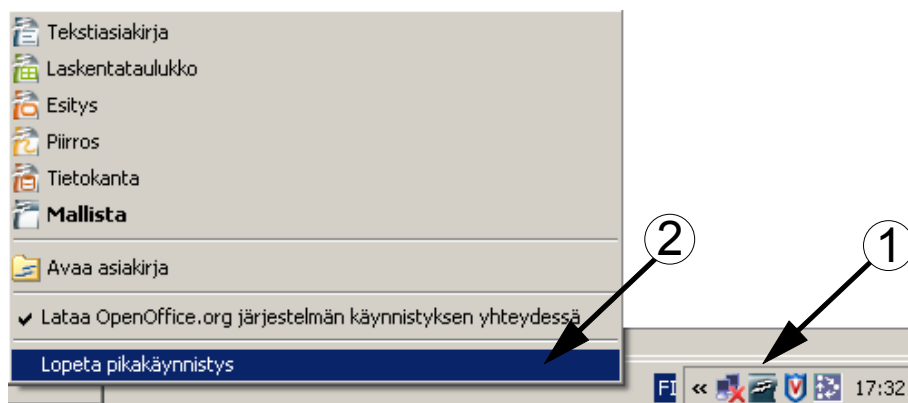 Tekstiasiakirja
Laskentataulukko
Esitys
Piirros
Tietokanta
Mallista
Avaa asiakirja
Lataa OpenOffice.org järjestelmän käynnistyksen yhteydessä
Lopeta pikakäynnistys
2
1
FI « 17:32